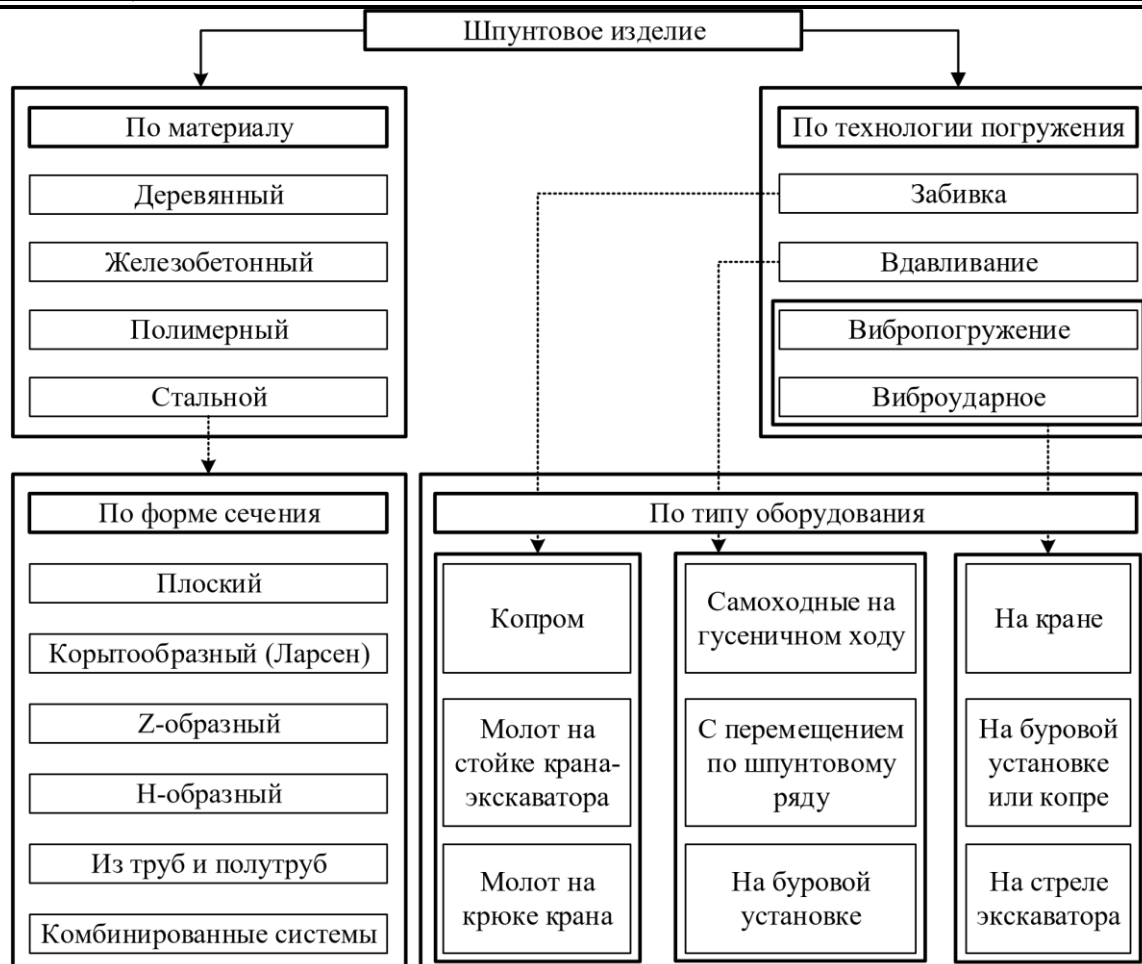 Шпунтовое изделие
По материалу
Деревянный
Железобетонный
Полимерный
Стальной
По технологии погружения
Забивка
Вдавливание
Вибропогружение
Виброударное
По форме сечения
Плоский
Корытообразный (Ларсен)
Z-образный
Н-образный
Из труб и полутруб
Комбинированные системы
По типу оборудования
Копром
Молот на
стойке крана-
экскаватора
Молот на
крюке крана
Самоходные на
гусеничном ходу
С перемещением
по шпунтовому
ряду
На буровой
установке
На кране
На буровой
установке
или копре
На стреле
экскаватора